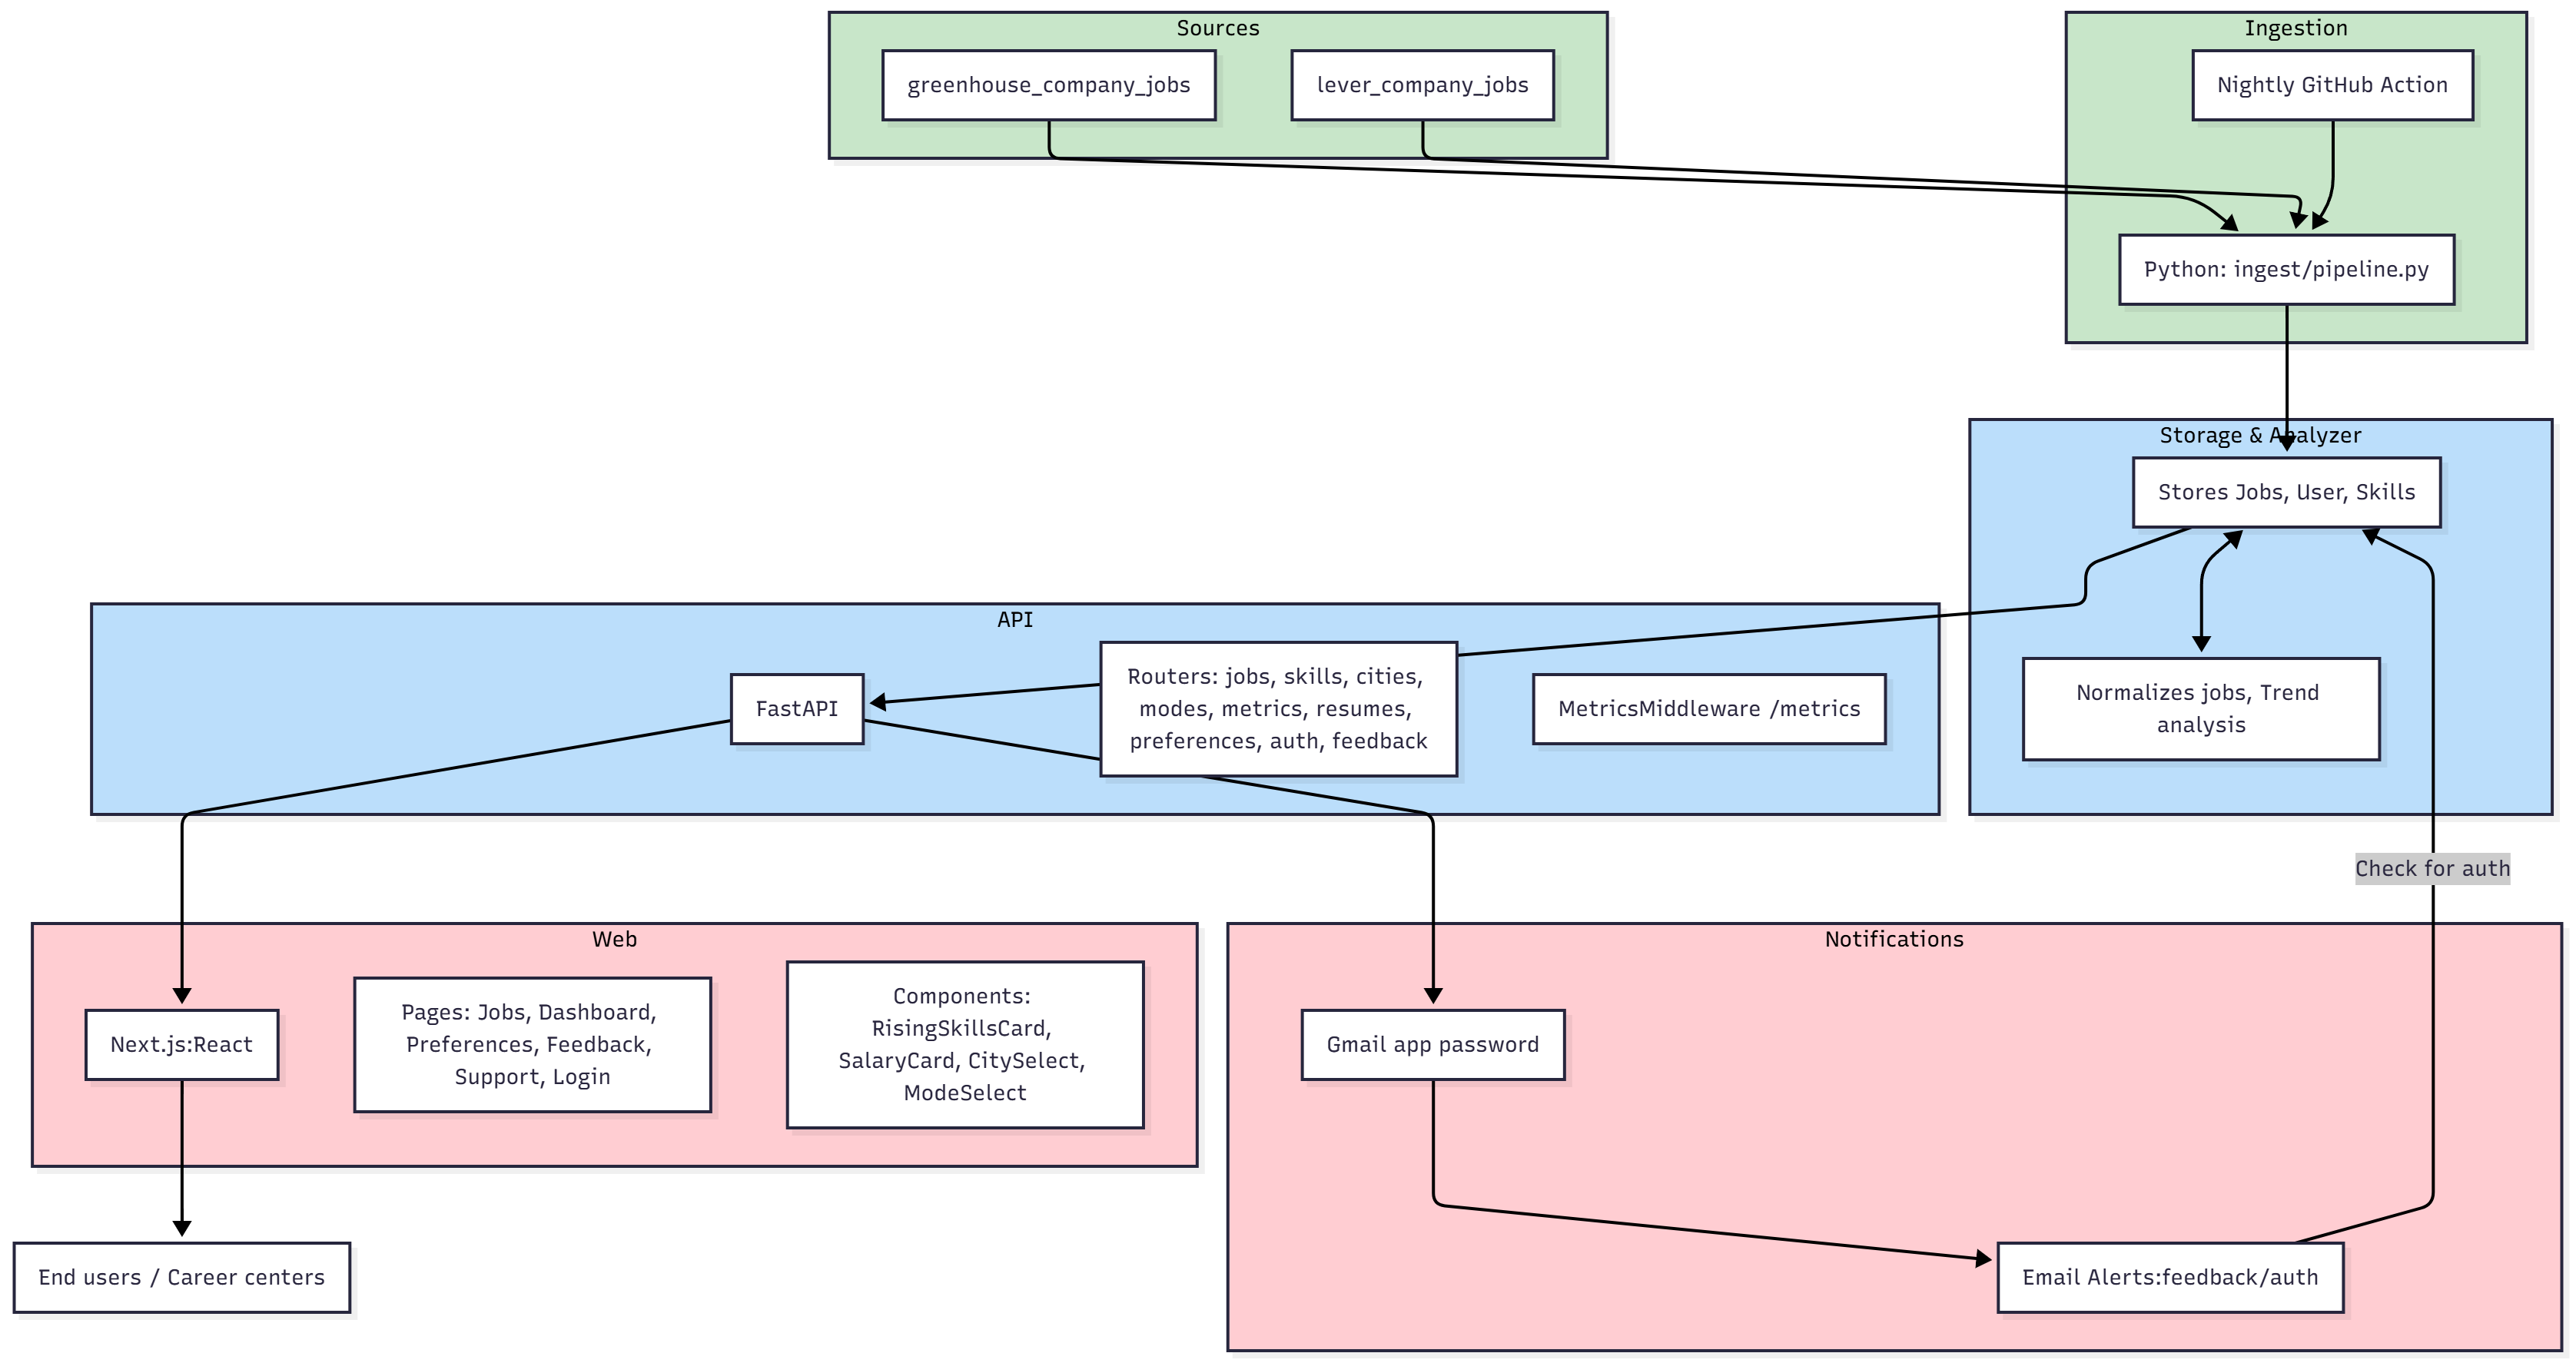 Sources
greenhouse_company_jobs
lever_company_jobs
Ingestion
Nightly GitHub Action
Python: ingest/pipeline.py
Storage & Analyzer
Stores Jobs, User, Skills
Normalizes jobs, Trend
analysis
API
FastAPI
Routers: jobs, skills, cities,
modes, metrics, resumes,
preferences, auth, feedback
MetricsMiddleware /metrics
Check for auth
Web
Next.js:React
Pages: Jobs, Dashboard,
Preferences, Feedback,
Support, Login
Components:
RisingSkillsCard,
SalaryCard, CitySelect,
ModeSelect
Notifications
Gmail app password
Email Alerts:feedback/auth
End users / Career centers